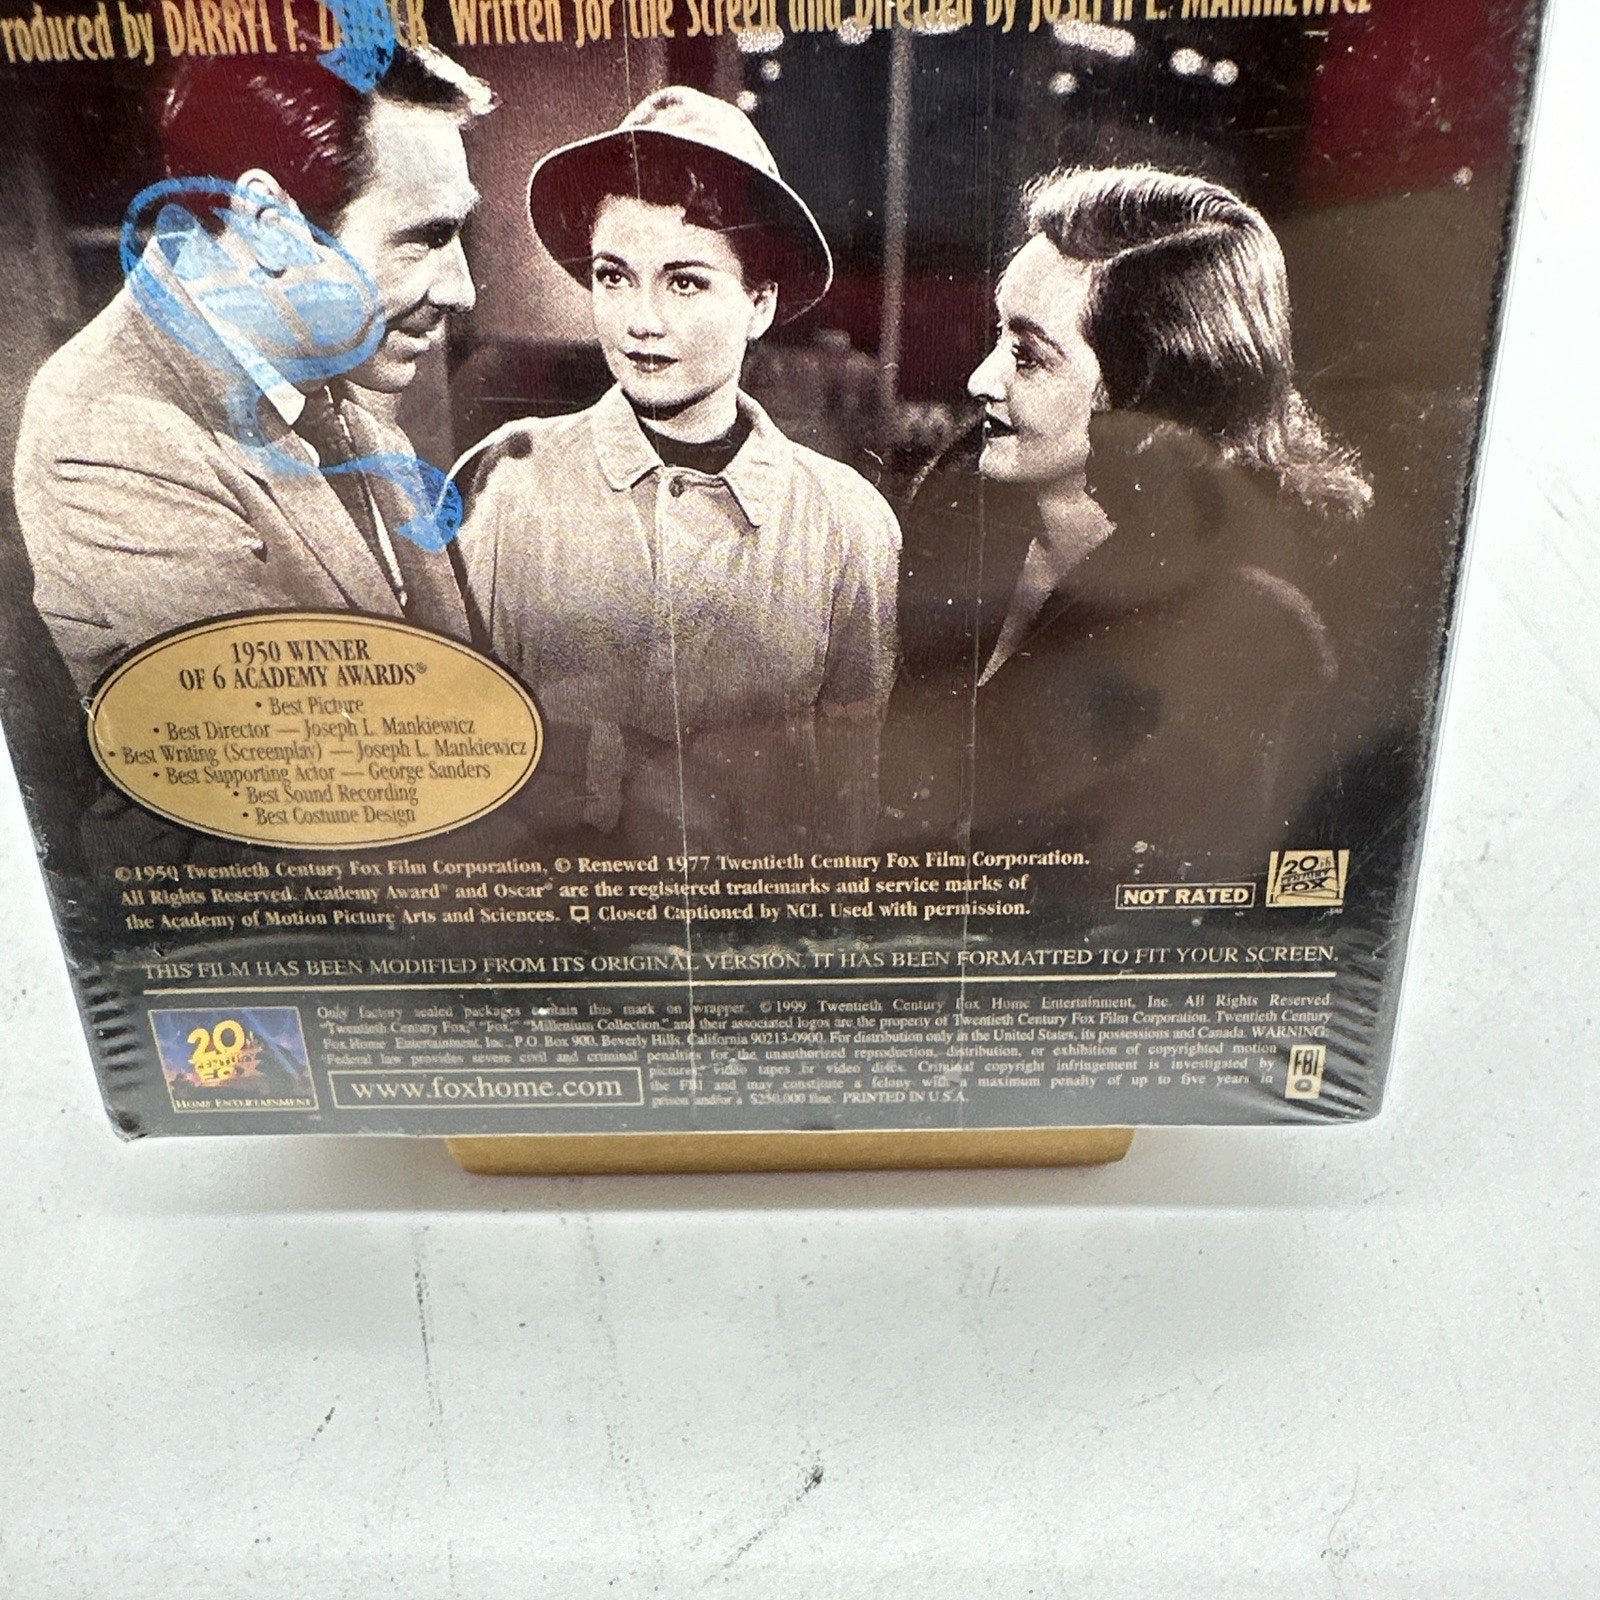 roduced by DARRYL F. Written for the Screen and Directed by JOSEPH L. MANKIEWICZ
1950 WINNER
OF 6 ACADEMY AWARDS®
• Best Picture
• Best Director — Joseph L. Mankiewicz
• Best Writing (Screenplay) — Joseph L. Mankiewicz
• Best Supporting Actor — George Sanders
• Best Sound Recording
• Best Costume Design
©1950 Twentieth Century Fox Film Corporation, © Renewed 1977 Twentieth Century Fox Film Corporation.
All Rights Reserved. Academy Award® and Oscar® are the registered trademarks and service marks of
the Academy of Motion Picture Arts and Sciences. Closed Captioned by NCI. Used with permission.
NOT RATED
20th
CENTURY
FOX
THIS FILM HAS BEEN MODIFIED FROM ITS ORIGINAL VERSION. IT HAS BEEN FORMATTED TO FIT YOUR SCREEN.
20th
CENTURY
FOX
HOME ENTERTAINMENT
Only factory sealed packages contain this mark on wrapper. ©1999 Twentieth Century Fox Home Entertainment, Inc. All Rights Reserved.
"Twentieth Century Fox," "Fox," "Millenium Collection," and their associated logos are the property of Twentieth Century Fox Film Corporation. Twentieth Century
Fox Home Entertainment, Inc., P.O. Box 900, Beverly Hills, California 90213-0900. For distribution only in the United States, its possessions and Canada. WARNING:
Federal law provides severe civil and criminal penalties for the unauthorized reproduction, distribution, or exhibition of copyrighted motion
pictures, video tapes or video discs. Criminal copyright infringement is investigated by
the FBI and may constitute a felony with a maximum penalty of up to five years in
prison and/or a $250,000 fine. PRINTED IN U.S.A.
www.foxhome.com
FBI